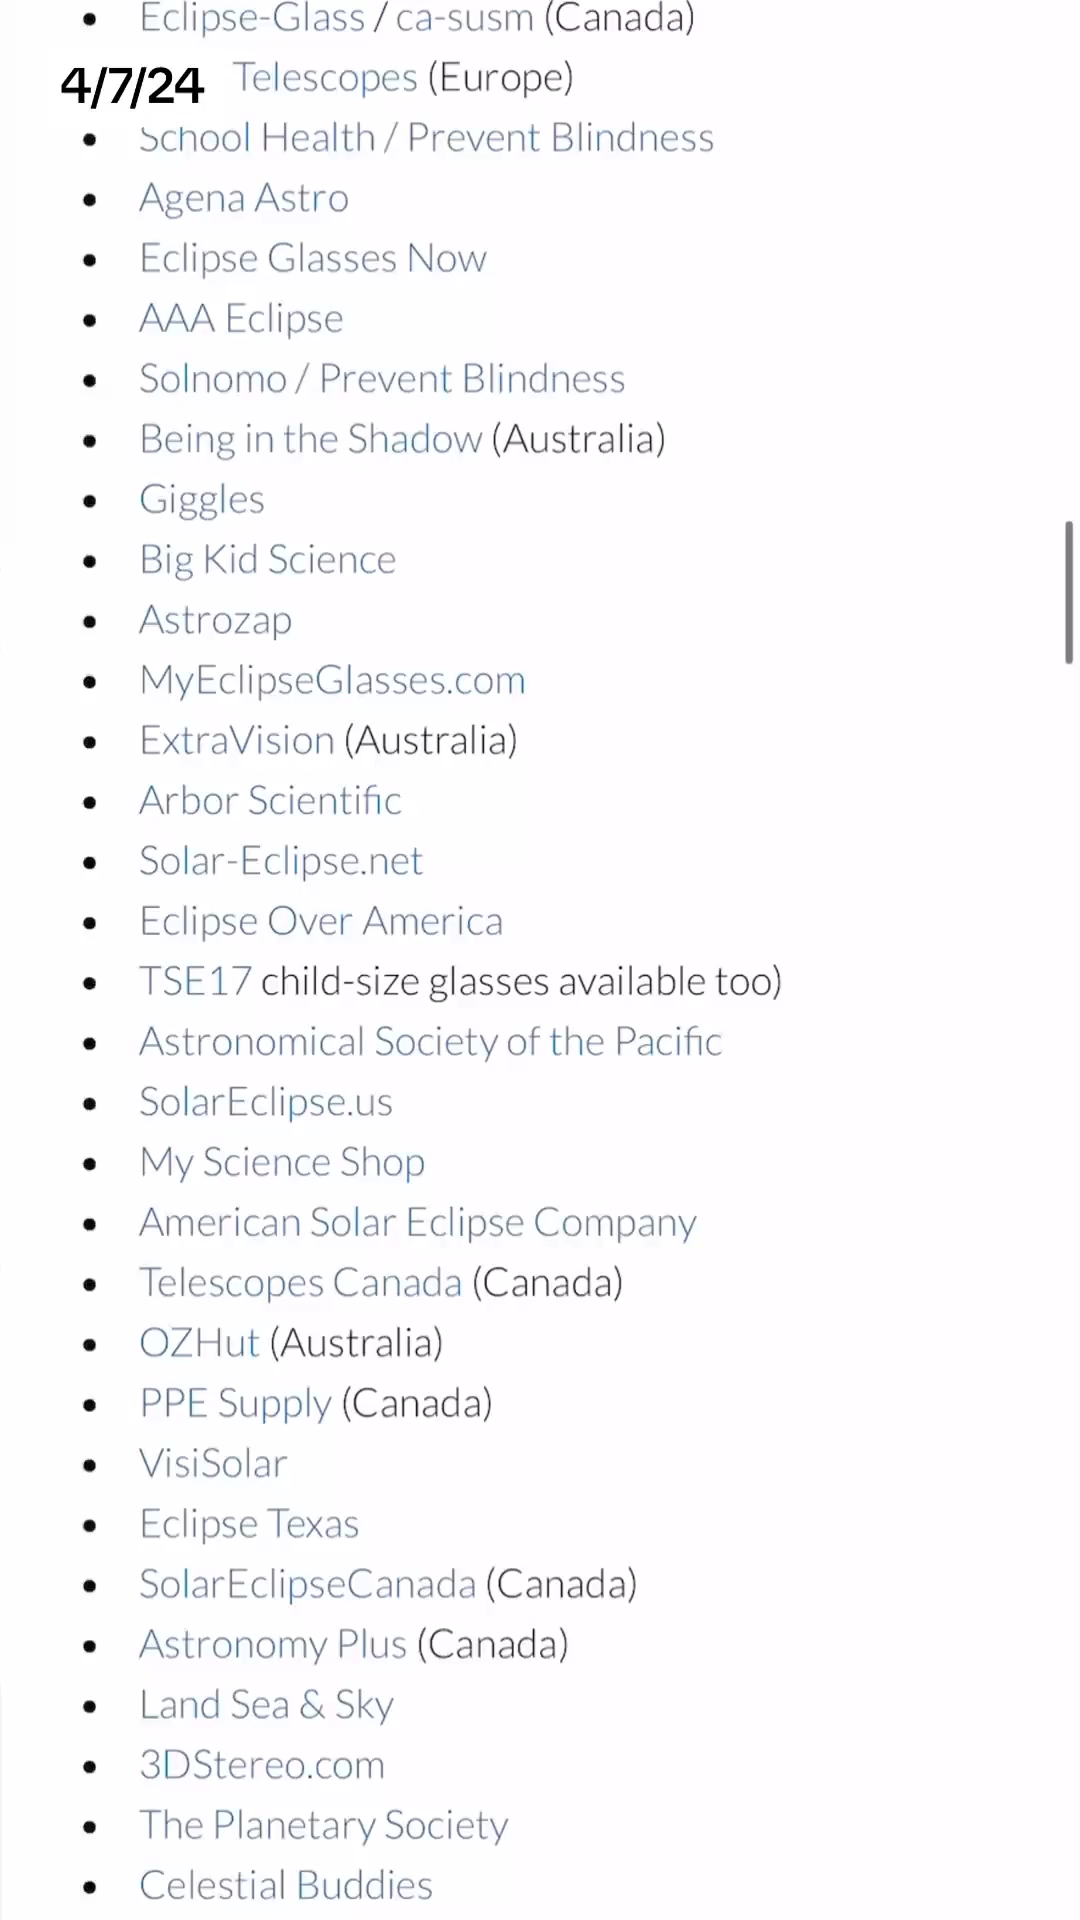 Eclipse-Glass / ca-susm (Canada)
4/7/24 Telescopes (Europe)
School Health / Prevent Blindness
Agena Astro
Eclipse Glasses Now
AAA Eclipse
Solnomo / Prevent Blindness
Being in the Shadow (Australia)
Giggles
Big Kid Science
Astrozap
MyEclipseGlasses.com
ExtraVision (Australia)
Arbor Scientific
Solar-Eclipse.net
Eclipse Over America
TSE17 child-size glasses available too)
Astronomical Society of the Pacific
SolarEclipse.us
My Science Shop
American Solar Eclipse Company
Telescopes Canada (Canada)
OZHut (Australia)
PPE Supply (Canada)
VisiSolar
Eclipse Texas
SolarEclipseCanada (Canada)
Astronomy Plus (Canada)
Land Sea & Sky
3DStereo.com
The Planetary Society
Celestial Buddies